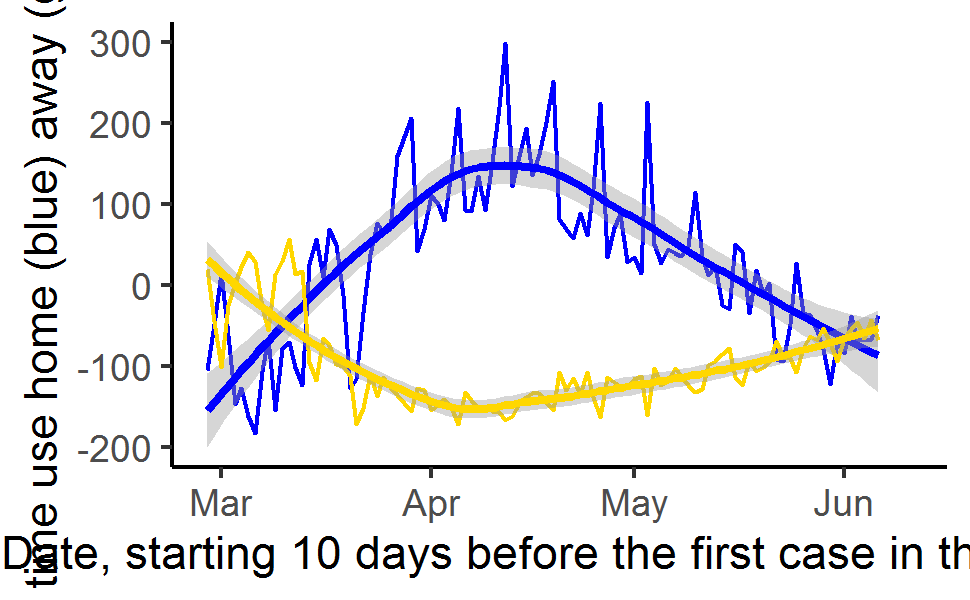 time use home (blue) away (
300
200
100
0
-100
-200
Mar Apr May Jun
Date, starting 10 days before the first case in th